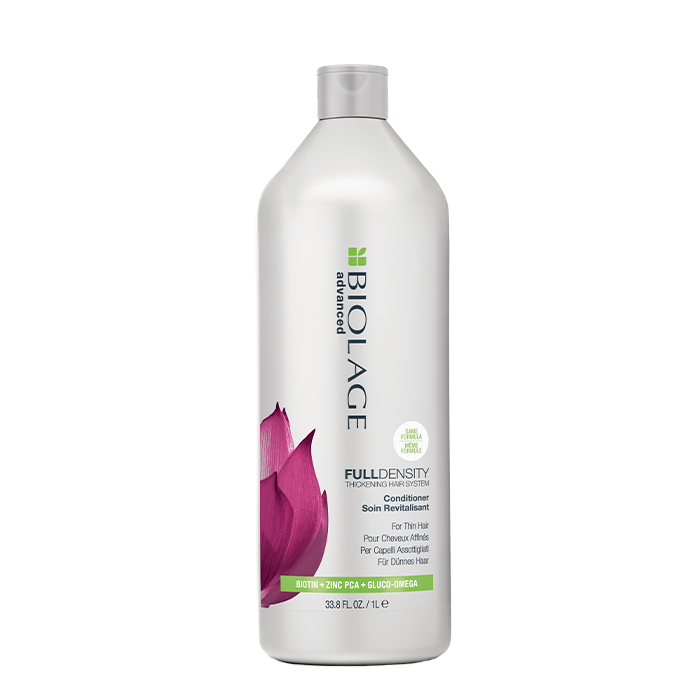 BIOLAGE
advanced
SAME
FORMULA
MÊME
FORMULE
FULLDENSITY
THICKENING HAIR SYSTEM
Conditioner
Soin Revitalisant
For Thin Hair
Pour Cheveux Affinés
Per Capelli Assottigliati
Für Dünnes Haar
BIOTIN + ZINC PCA + GLUCO-OMEGA
33.8 FL. OZ. / 1L ℮